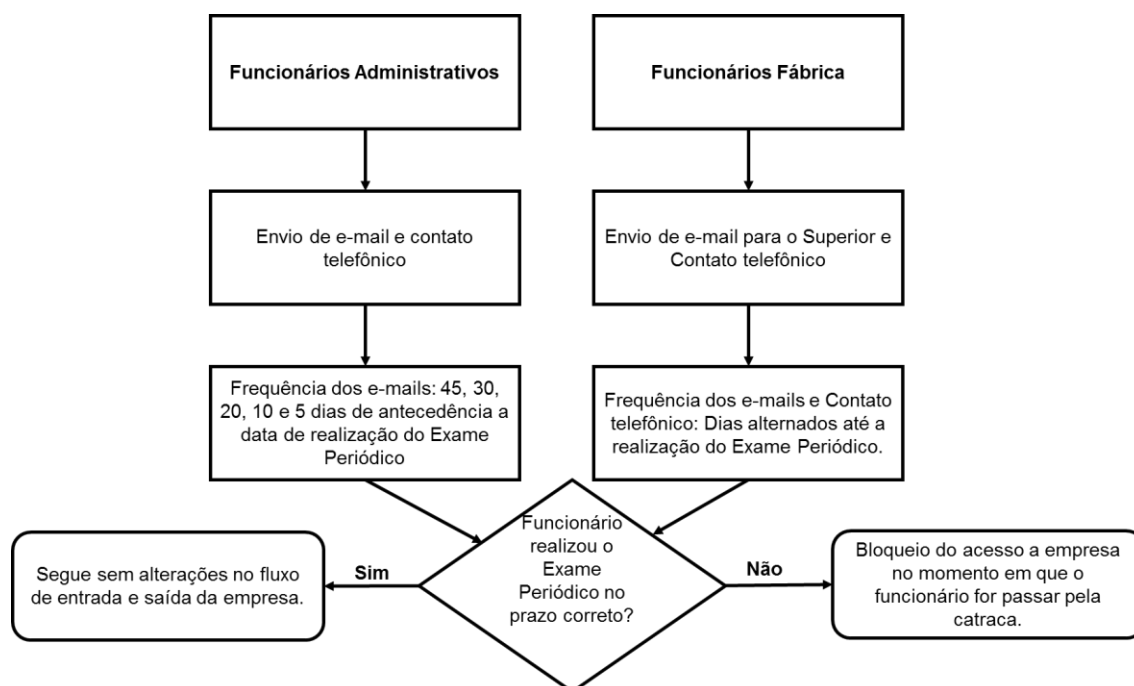 Funcionários Administrativos
Funcionários Fábrica
Envio de e-mail e contato
telefônico
Envio de e-mail para o Superior e
Contato telefônico
Frequência dos e-mails: 45, 30,
20, 10 e 5 dias de antecedência a
data de realização do Exame
Periódico
Frequência dos e-mails e Contato
telefônico: Dias alternados até a
realização do Exame Periódico.
Funcionário
realizou o
Exame
Periódico no
prazo correto?
Sim
Segue sem alterações no fluxo
de entrada e saída da empresa.
Não
Bloqueio do acesso a empresa
no momento em que o
funcionário for passar pela
catraca.